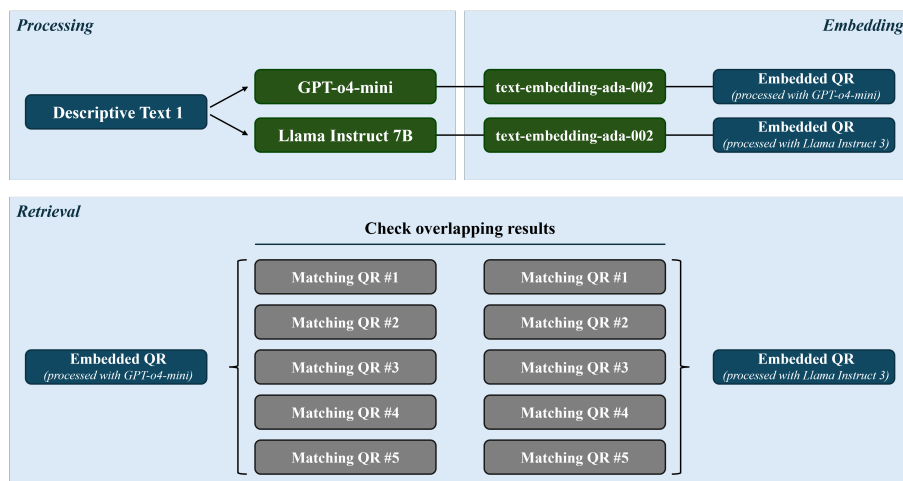 Processing
Embedding
Descriptive Text 1
GPT-o4-mini
text-embedding-ada-002
Embedded QR
(processed with GPT-o4-mini)
Llama Instruct 7B
text-embedding-ada-002
Embedded QR
(processed with Llama Instruct 3)
Retrieval
Check overlapping results
Matching QR #1
Matching QR #1
Matching QR #2
Matching QR #2
Embedded QR
(processed with GPT-o4-mini)
Matching QR #3
Matching QR #3
Embedded QR
(processed with Llama Instruct 3)
Matching QR #4
Matching QR #4
Matching QR #5
Matching QR #5